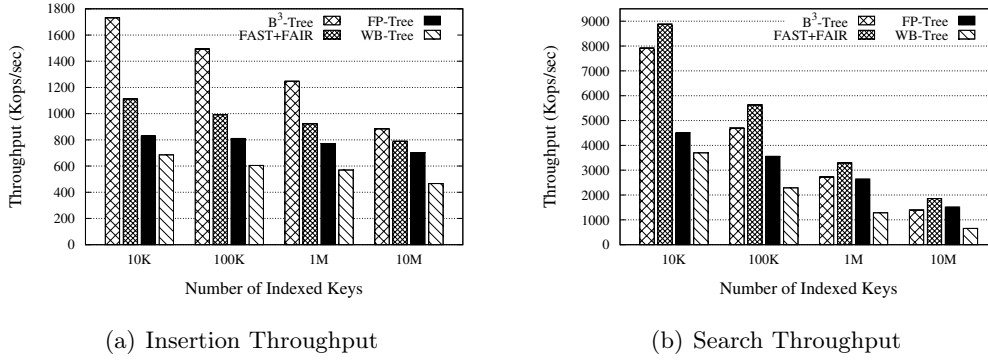 1800
1600
1400
1200
1000
800
600
400
200
0
Throughput (Kops/sec)
B³-Tree
FAST+FAIR
FP-Tree
WB-Tree
10K 100K 1M 10M
Number of Indexed Keys
(a) Insertion Throughput
9000
8000
7000
6000
5000
4000
3000
2000
1000
0
Throughput (Kops/sec)
B³-Tree
FAST+FAIR
FP-Tree
WB-Tree
10K 100K 1M 10M
Number of Indexed Keys
(b) Search Throughput